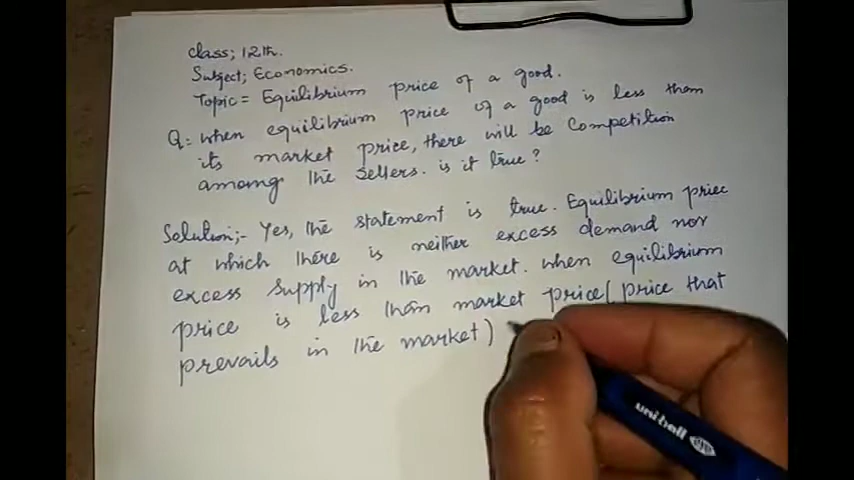 Class; 12th.
Subject; Economics.
Topic = Equilibrium price of a good.
Q:- when equilibrium price of a good is less than
its market price, there will be competition
among the sellers. is it true?
Solution;- Yes, the statement is true. Equilibrium price
at which there is neither excess demand nor
excess supply in the market. when equilibrium
price is less than market price (price that
prevails in the market)
uni-ball eye